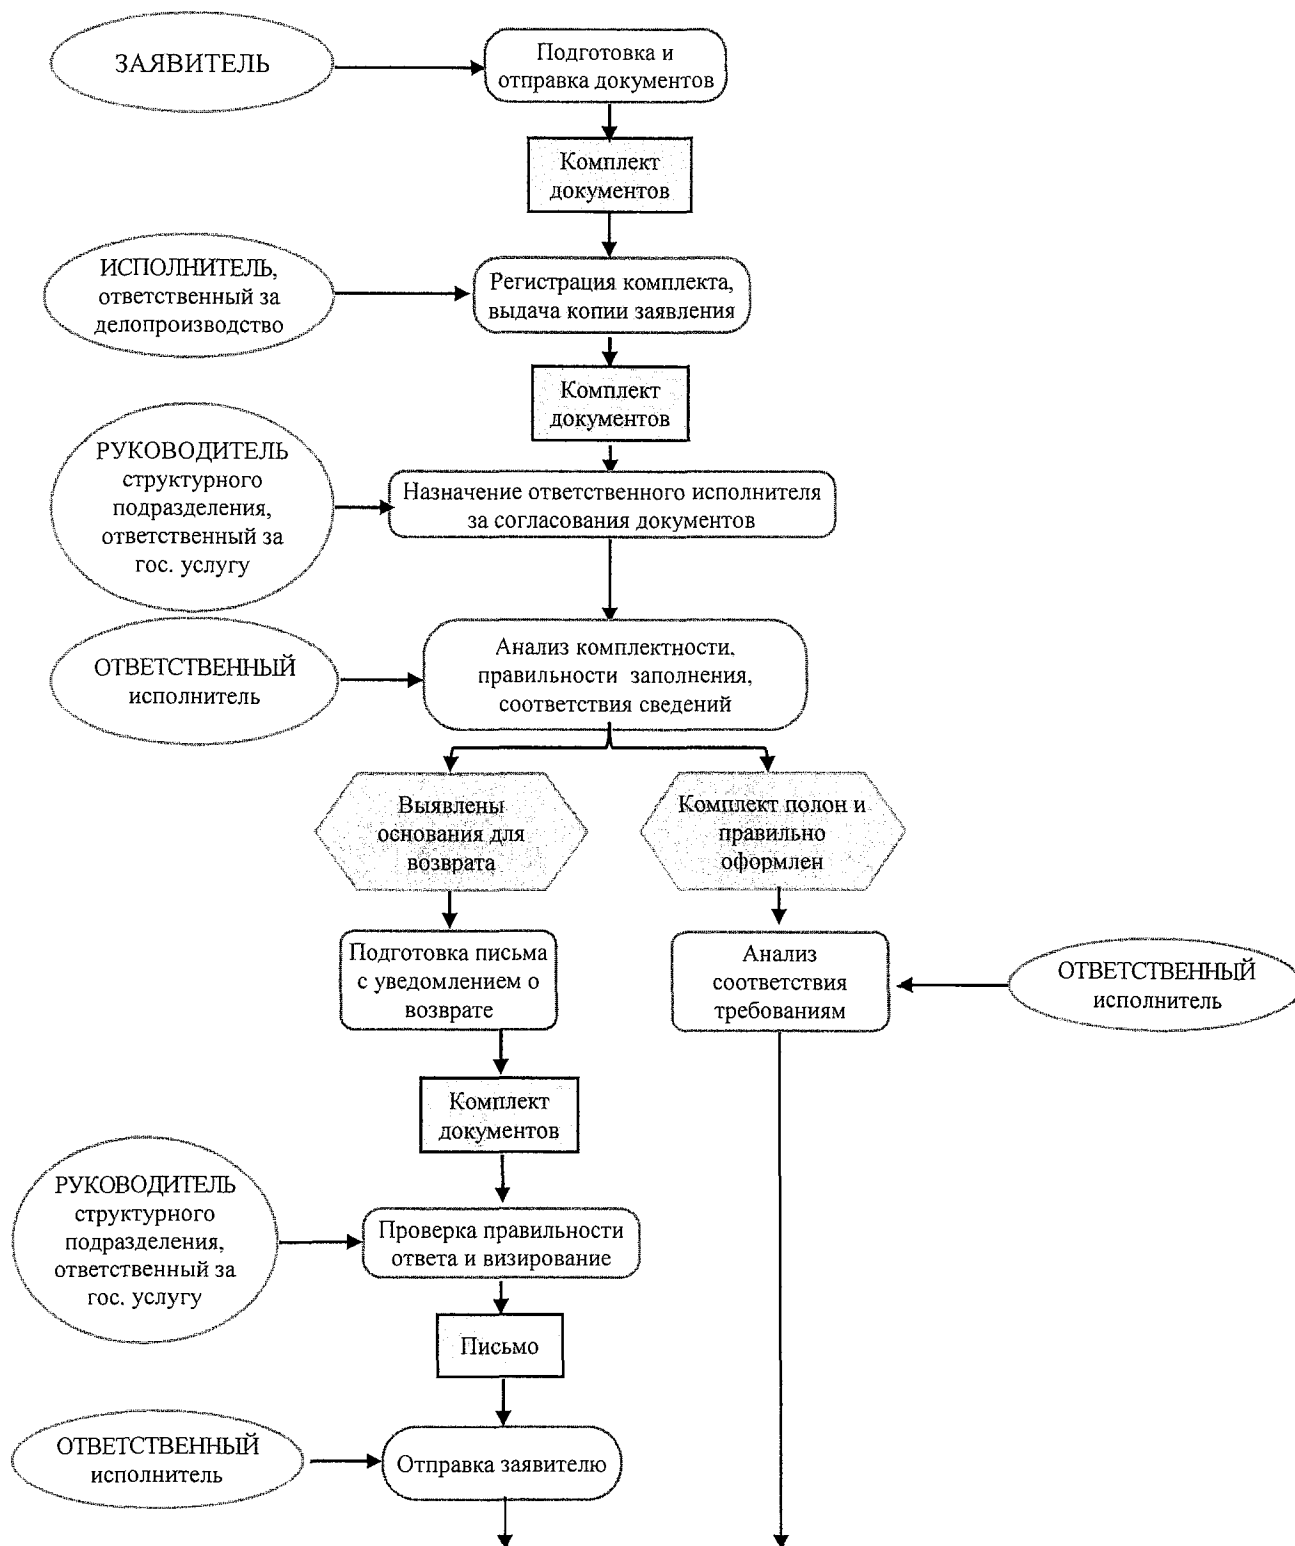 ЗАЯВИТЕЛЬ
Подготовка и
отправка документов
Комплект
документов
ИСПОЛНИТЕЛЬ,
ответственный за
делопроизводство
Регистрация комплекта,
выдача копии заявления
Комплект
документов
РУКОВОДИТЕЛЬ
структурного
подразделения,
ответственный за
гос. услугу
Назначение ответственного исполнителя
за согласования документов
ОТВЕТСТВЕННЫЙ
исполнитель
Анализ комплектности,
правильности заполнения,
соответствия сведений
Выявлены
основания для
возврата
Комплект полон и
правильно
оформлен
Подготовка письма
с уведомлением о
возврате
Анализ
соответствия
требованиям
ОТВЕТСТВЕННЫЙ
исполнитель
Комплект
документов
РУКОВОДИТЕЛЬ
структурного
подразделения,
ответственный за
гос. услугу
Проверка правильности
ответа и визирование
Письмо
ОТВЕТСТВЕННЫЙ
исполнитель
Отправка заявителю